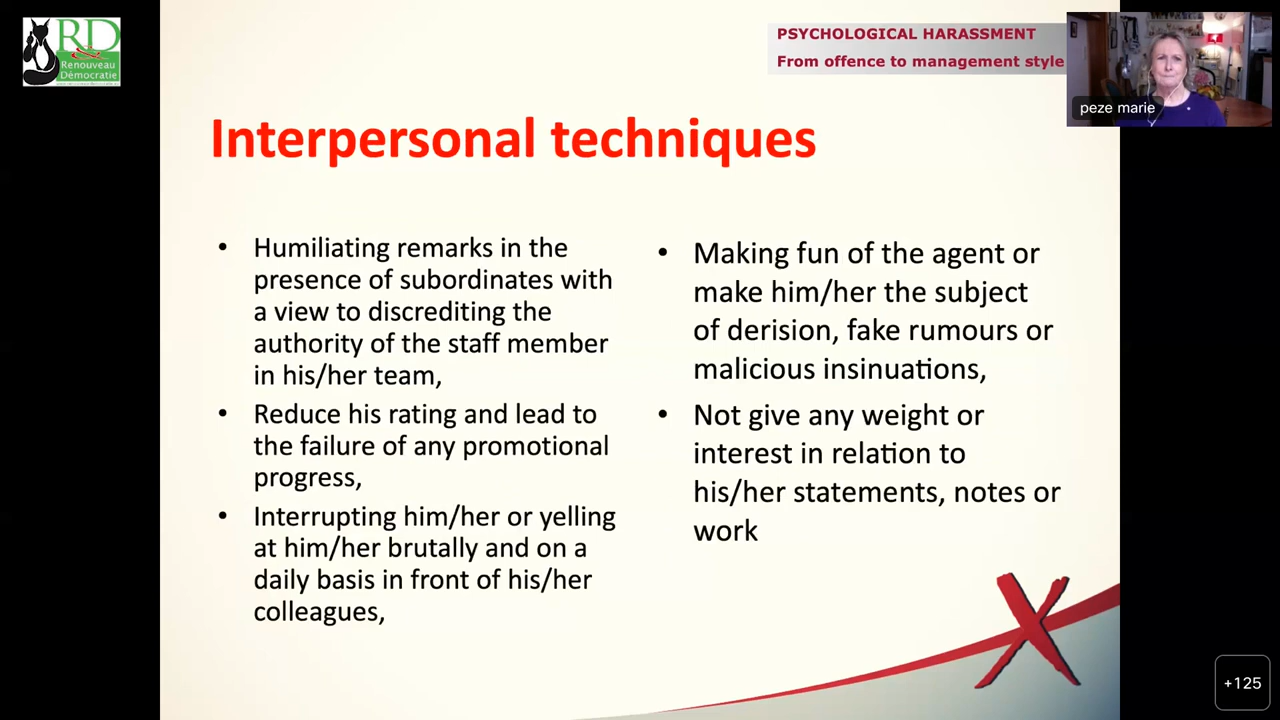 RD
Renouveau
Démocratie
PSYCHOLOGICAL HARASSMENT
From offence to management style
peze marie
Interpersonal techniques
• Humiliating remarks in the
presence of subordinates with
a view to discrediting the
authority of the staff member
in his/her team,
• Reduce his rating and lead to
the failure of any promotional
progress,
• Interrupting him/her or yelling
at him/her brutally and on a
daily basis in front of his/her
colleagues,
• Making fun of the agent or
make him/her the subject
of derision, fake rumours or
malicious insinuations,
• Not give any weight or
interest in relation to
his/her statements, notes or
work
+125